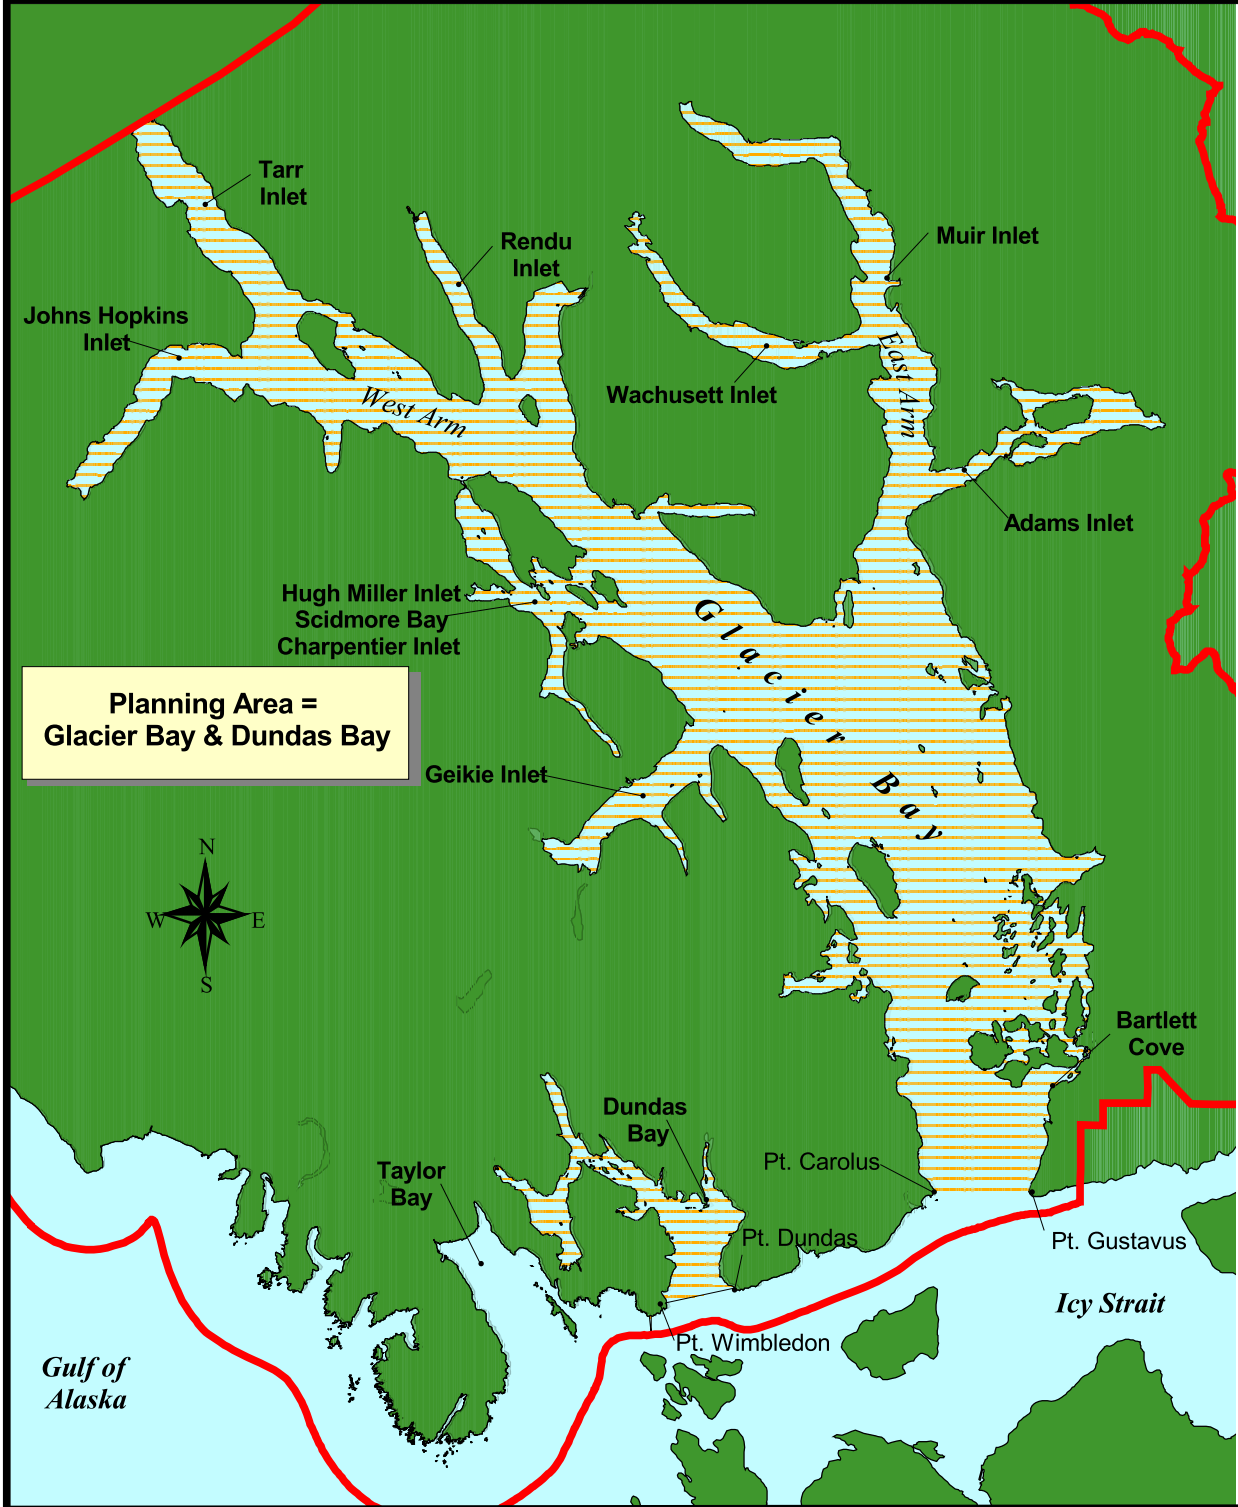 Tarr
Inlet
Rendu
Inlet
Muir Inlet
Johns Hopkins
Inlet
East Arm
West Arm
Wachusett Inlet
Adams Inlet
Hugh Miller Inlet
Scidmore Bay
Charpentier Inlet
Glacier Bay
Planning Area =
Glacier Bay & Dundas Bay
Geikie Inlet
N
W
E
S
Bartlett
Cove
Dundas
Bay
Taylor
Bay
Pt. Carolus
Pt. Dundas
Pt. Gustavus
Icy Strait
Pt. Wimbledon
Gulf of
Alaska